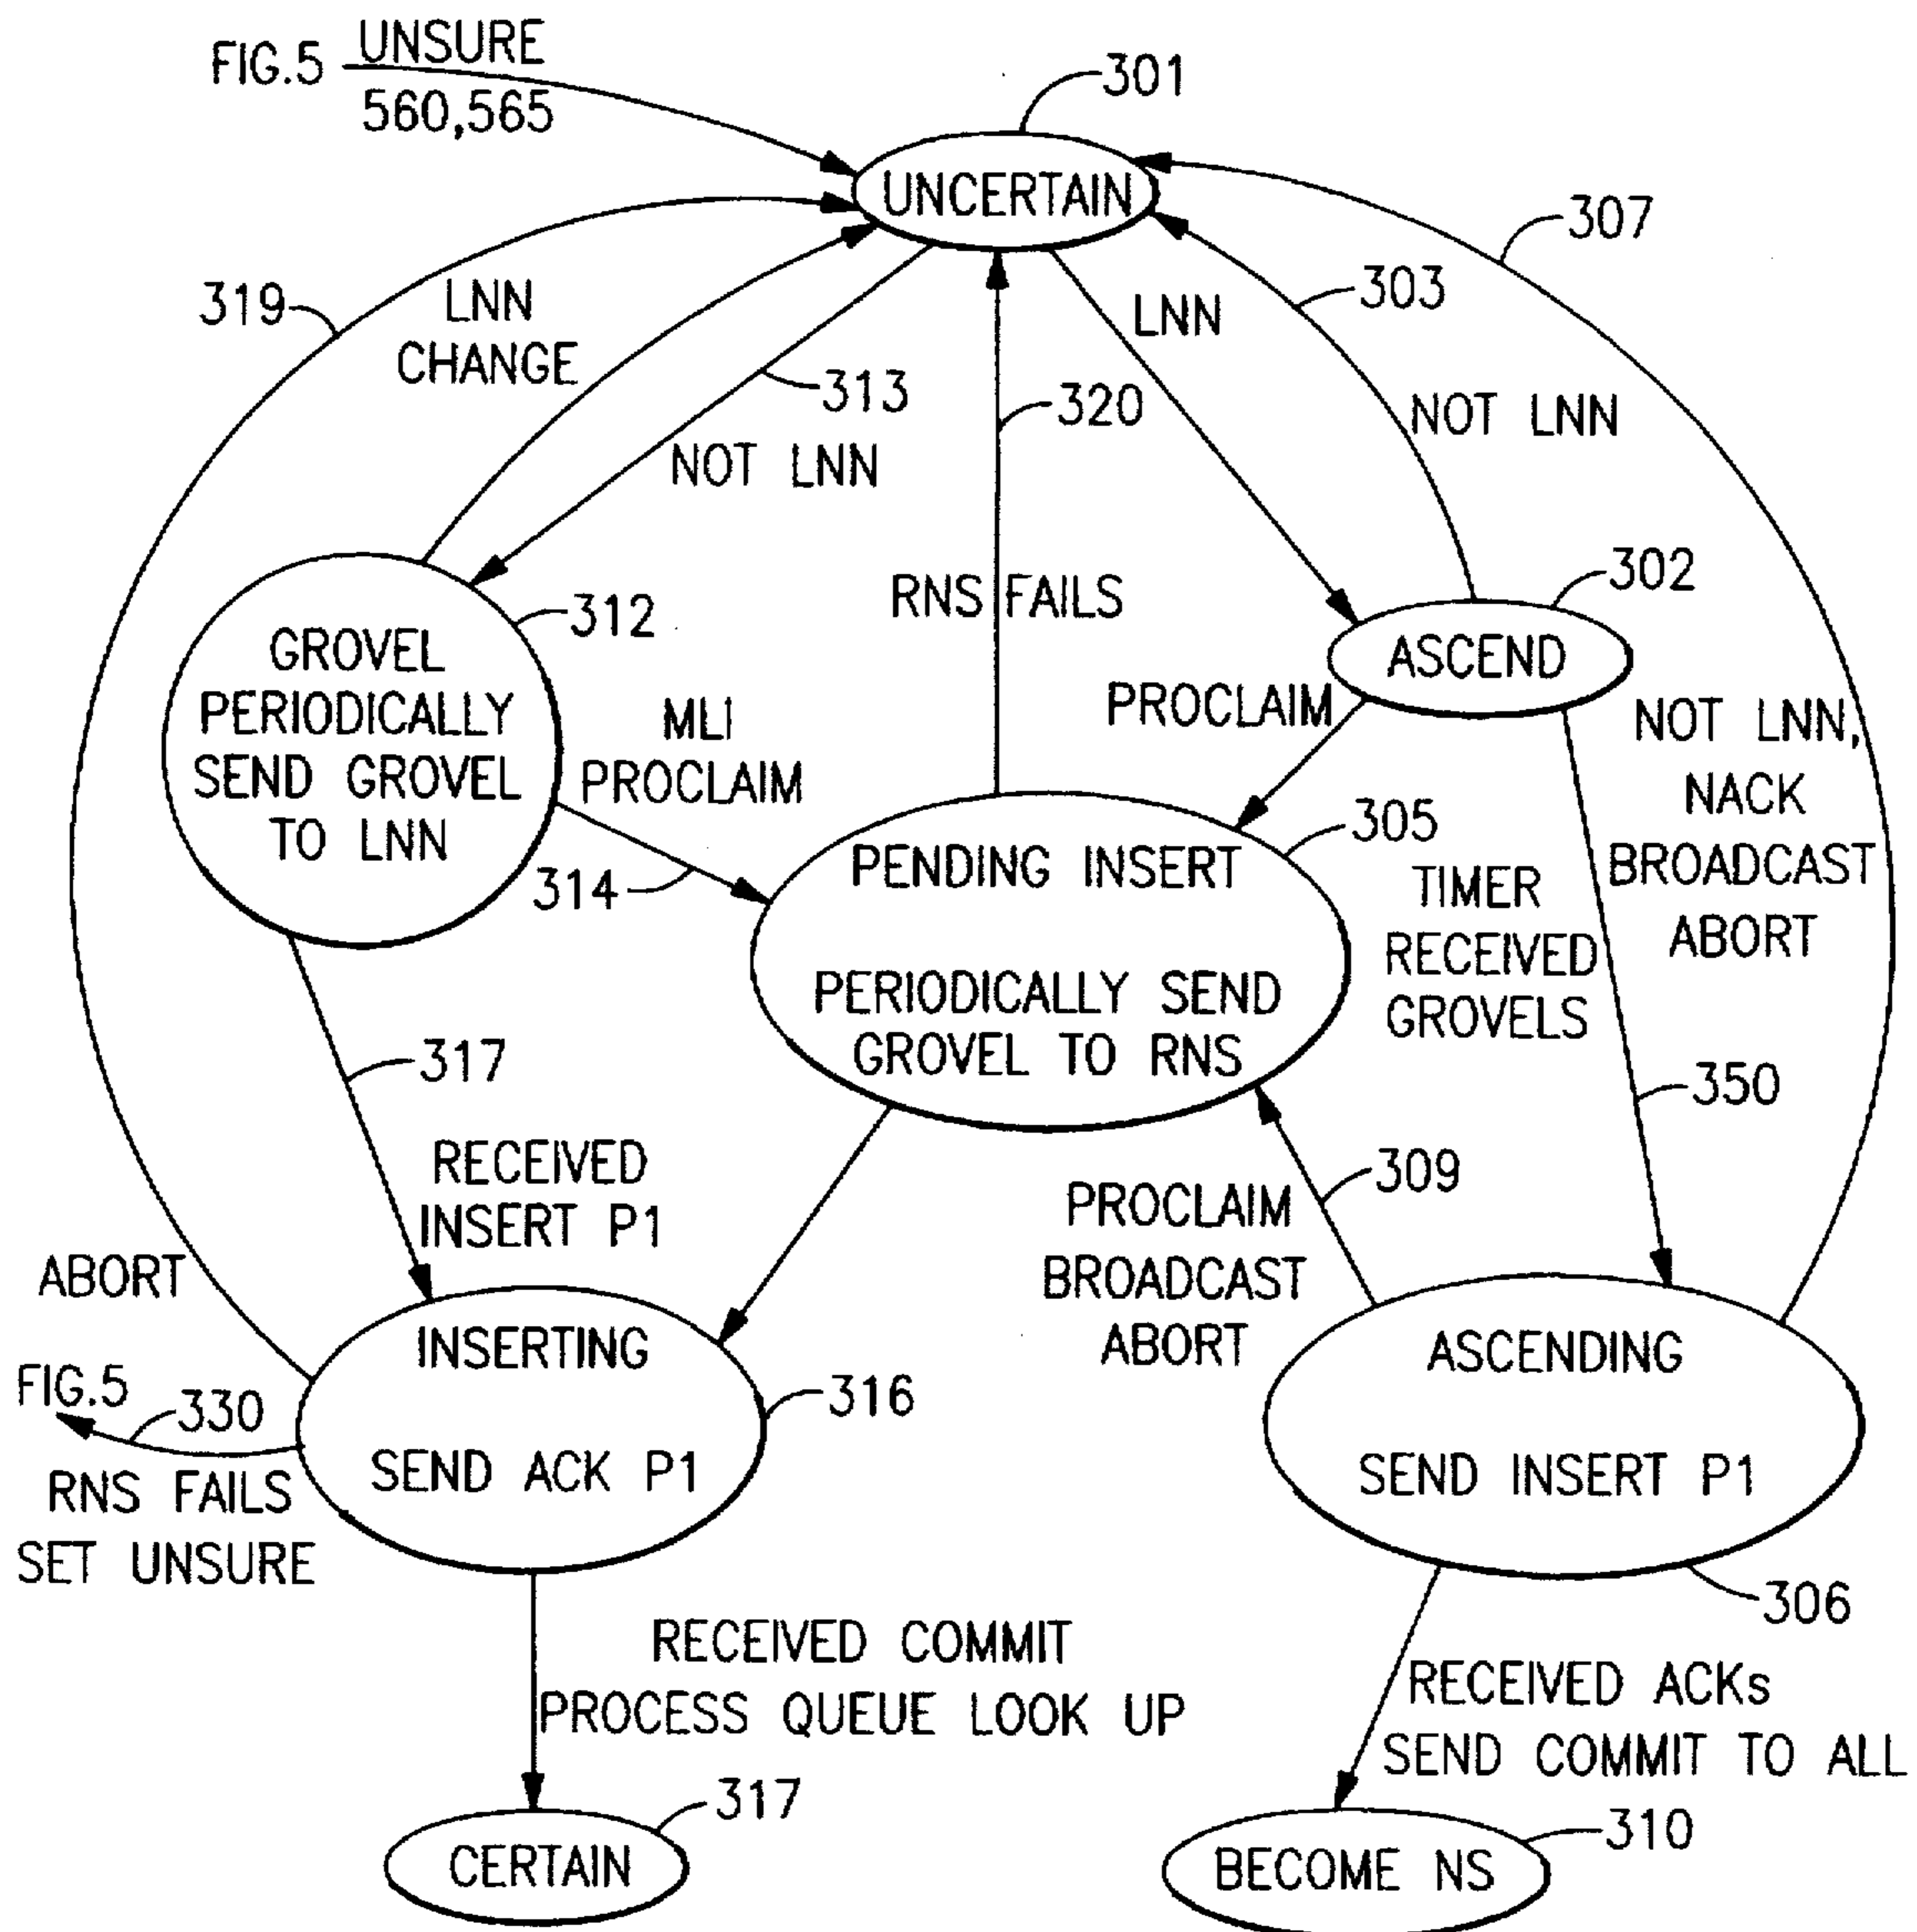 FIG.5
UNSURE
560,565
301
UNCERTAIN
307
319
LNN
CHANGE
313
NOT LNN
320
LNN
303
NOT LNN
RNS FAILS
302
ASCEND
312
GROVEL
PERIODICALLY
SEND GROVEL
TO LNN
MLI
PROCLAIM
314
PROCLAIM
305
PENDING INSERT
PERIODICALLY SEND
GROVEL TO RNS
TIMER
RECEIVED
GROVELS
NOT LNN,
NACK
BROADCAST
ABORT
350
317
RECEIVED
INSERT P1
309
PROCLAIM
BROADCAST
ABORT
ABORT
INSERTING
SEND ACK P1
316
FIG.5
330
RNS FAILS
SET UNSURE
ASCENDING
SEND INSERT P1
306
RECEIVED COMMIT
PROCESS QUEUE LOOK UP
RECEIVED ACKs
SEND COMMIT TO ALL
317
CERTAIN
310
BECOME NS